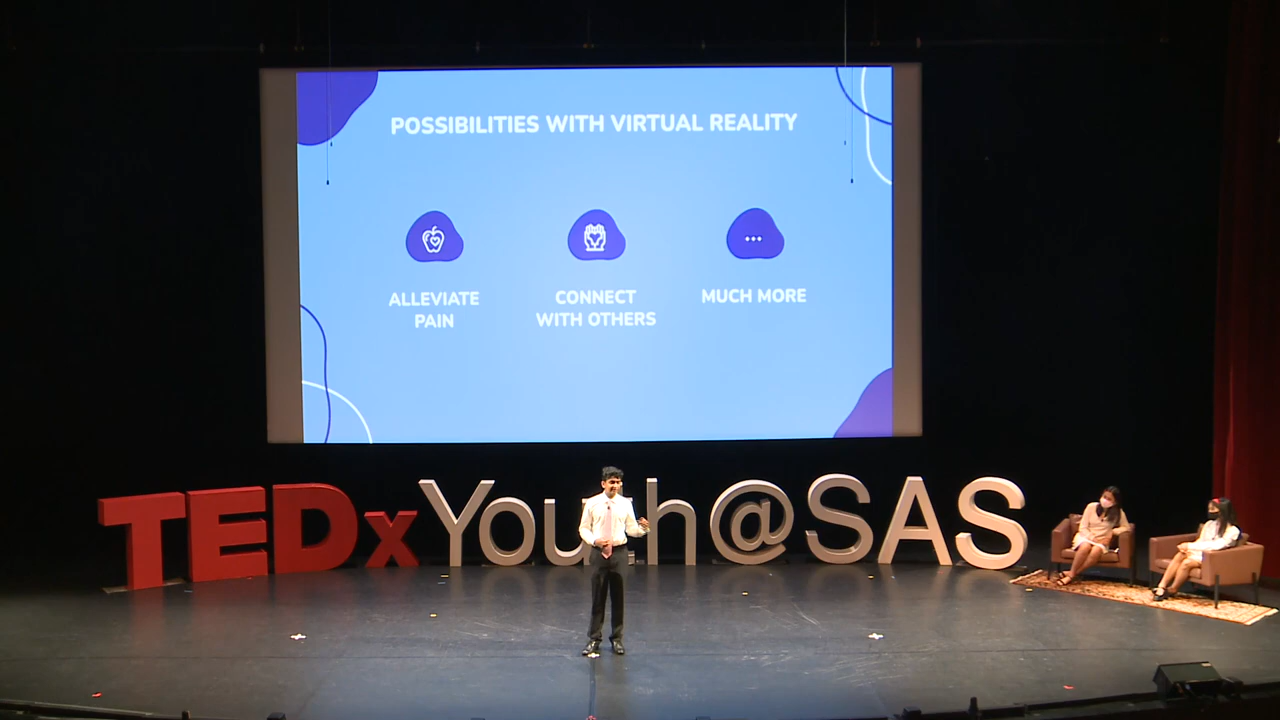 POSSIBILITIES WITH VIRTUAL REALITY
ALLEVIATE
PAIN
CONNECT
WITH OTHERS
MUCH MORE
TEDxYouth@SAS